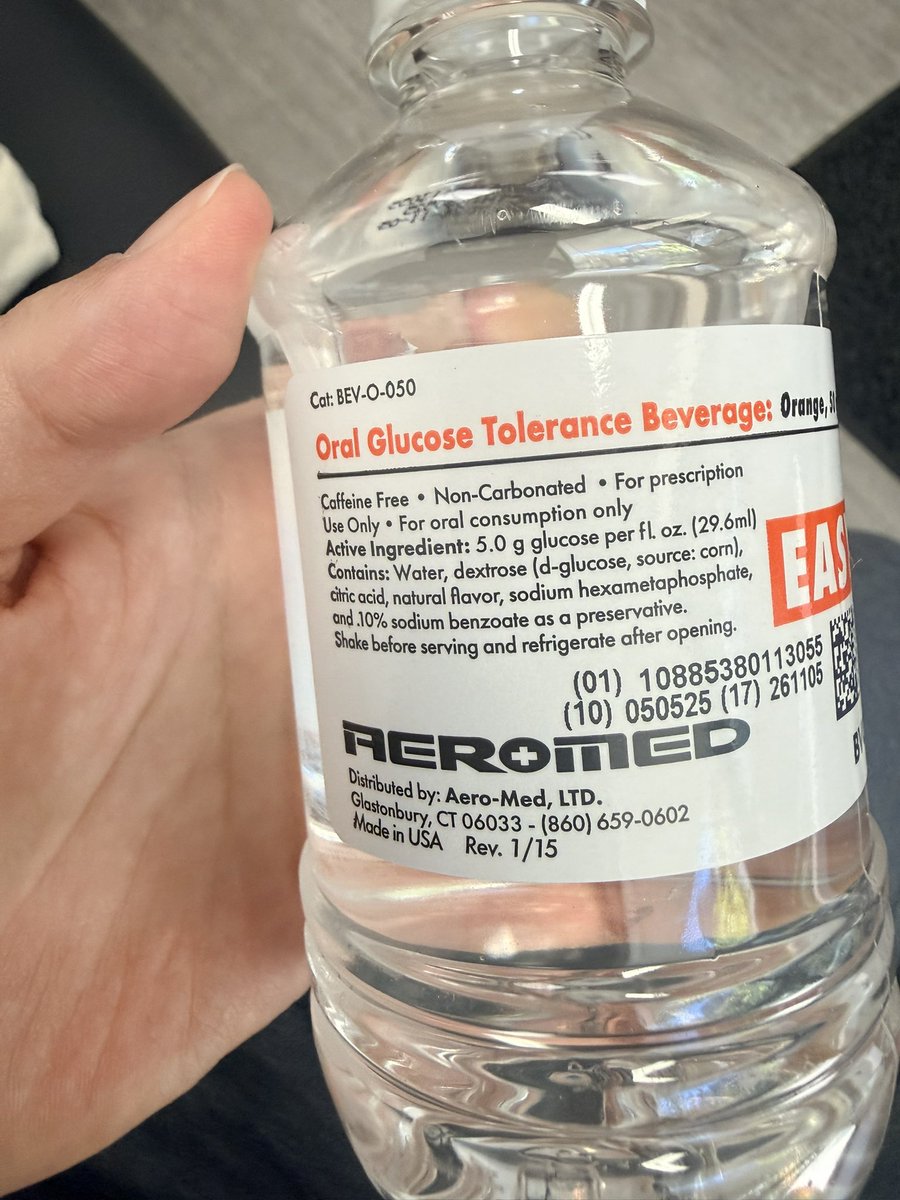 Cat: BEV-O-050
Oral Glucose Tolerance Beverage: Orange,
Caffeine Free • Non-Carbonated • For prescription
Use Only • For oral consumption only
Active Ingredient: 5.0 g glucose per fl. oz. (29.6ml)
Contains: Water, dextrose (d-glucose, source: corn),
citric acid, natural flavor, sodium hexametaphosphate,
and .10% sodium benzoate as a preservative.
Shake before serving and refrigerate after opening.
EAS
(01) 10885380113055
(10) 050525 (17) 261105
AEROMED
Distributed by: Aero-Med, LTD.
Glastonbury, CT 06033 - (860) 659-0602
Made in USA Rev. 1/15